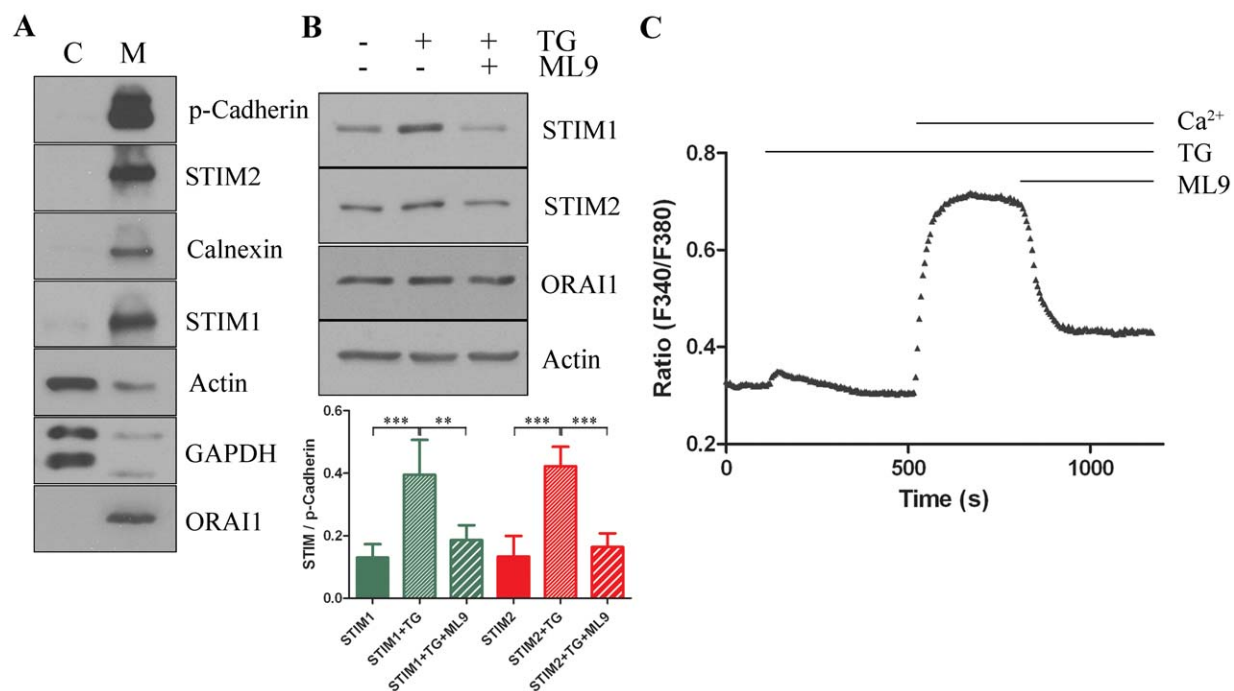 A
C M
p-Cadherin
STIM2
Calnexin
STIM1
Actin
GAPDH
ORAI1
B
- + + TG
- - + ML9
STIM1
STIM2
ORAI1
Actin
STIM / p-Cadherin
0.6
0.4
0.2
0.0
*** ** *** ***
STIM1
STIM1+TG
STIM1+TG+ML9
STIM2
STIM2+TG
STIM2+TG+ML9
C
Ca²⁺
TG
ML9
Ratio (F340/F380)
0.8
0.6
0.4
0.2
0 500 1000
Time (s)